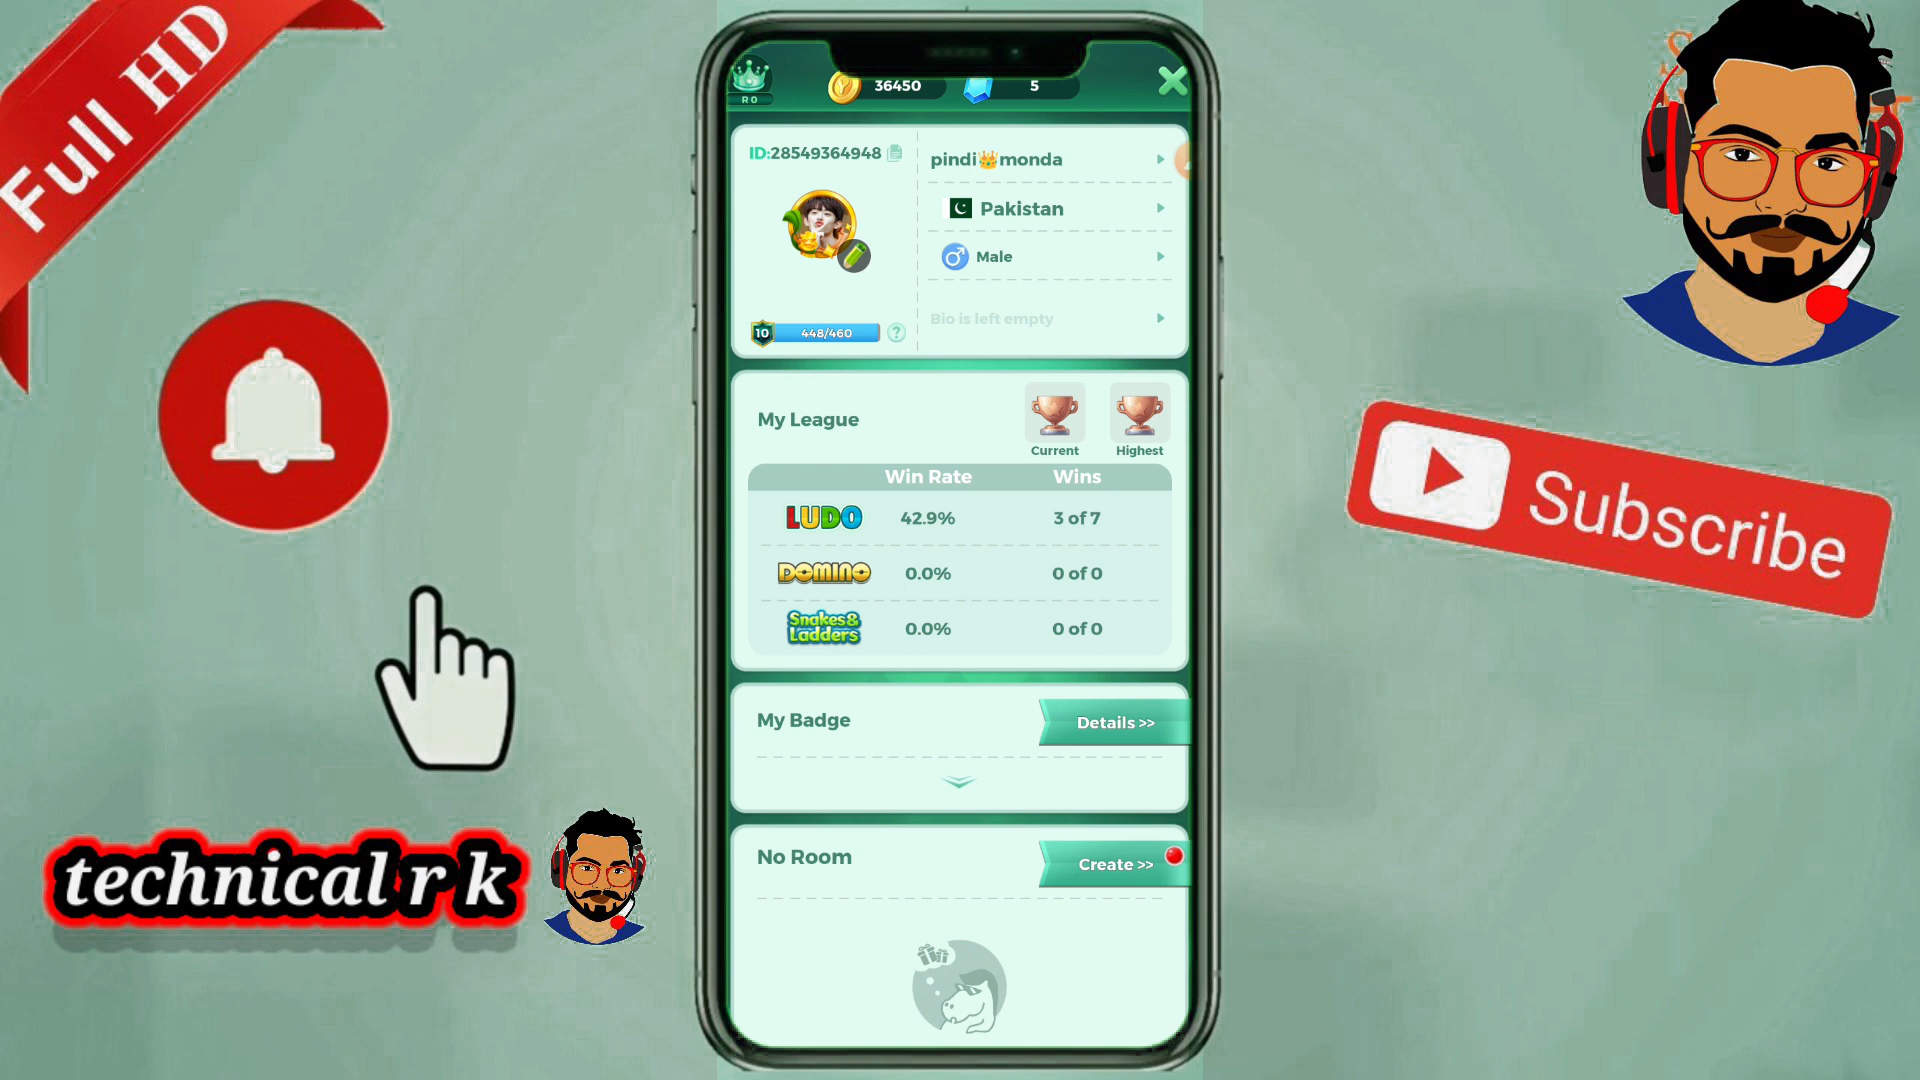 Full HD
R0
36450
5
ID:28549364948
pindi👑monda
Pakistan
Male
Bio is left empty
10
448/460
?
My League
Current
Highest
Win Rate
Wins
LUDO
42.9%
3 of 7
DOMINO
0.0%
0 of 0
Snakes&
Ladders
0.0%
0 of 0
My Badge
Details >>
No Room
Create >>
Subscribe
technical r k